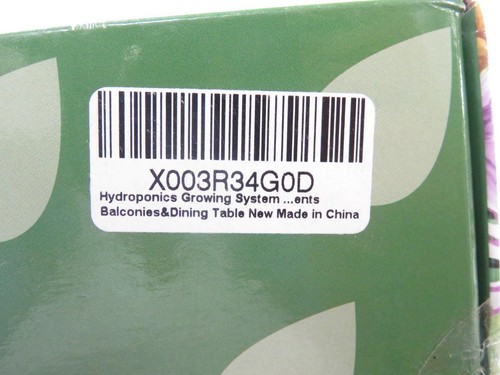 X003R34G0D
Hydroponics Growing System ...ents
Balconies&Dining Table New Made in China